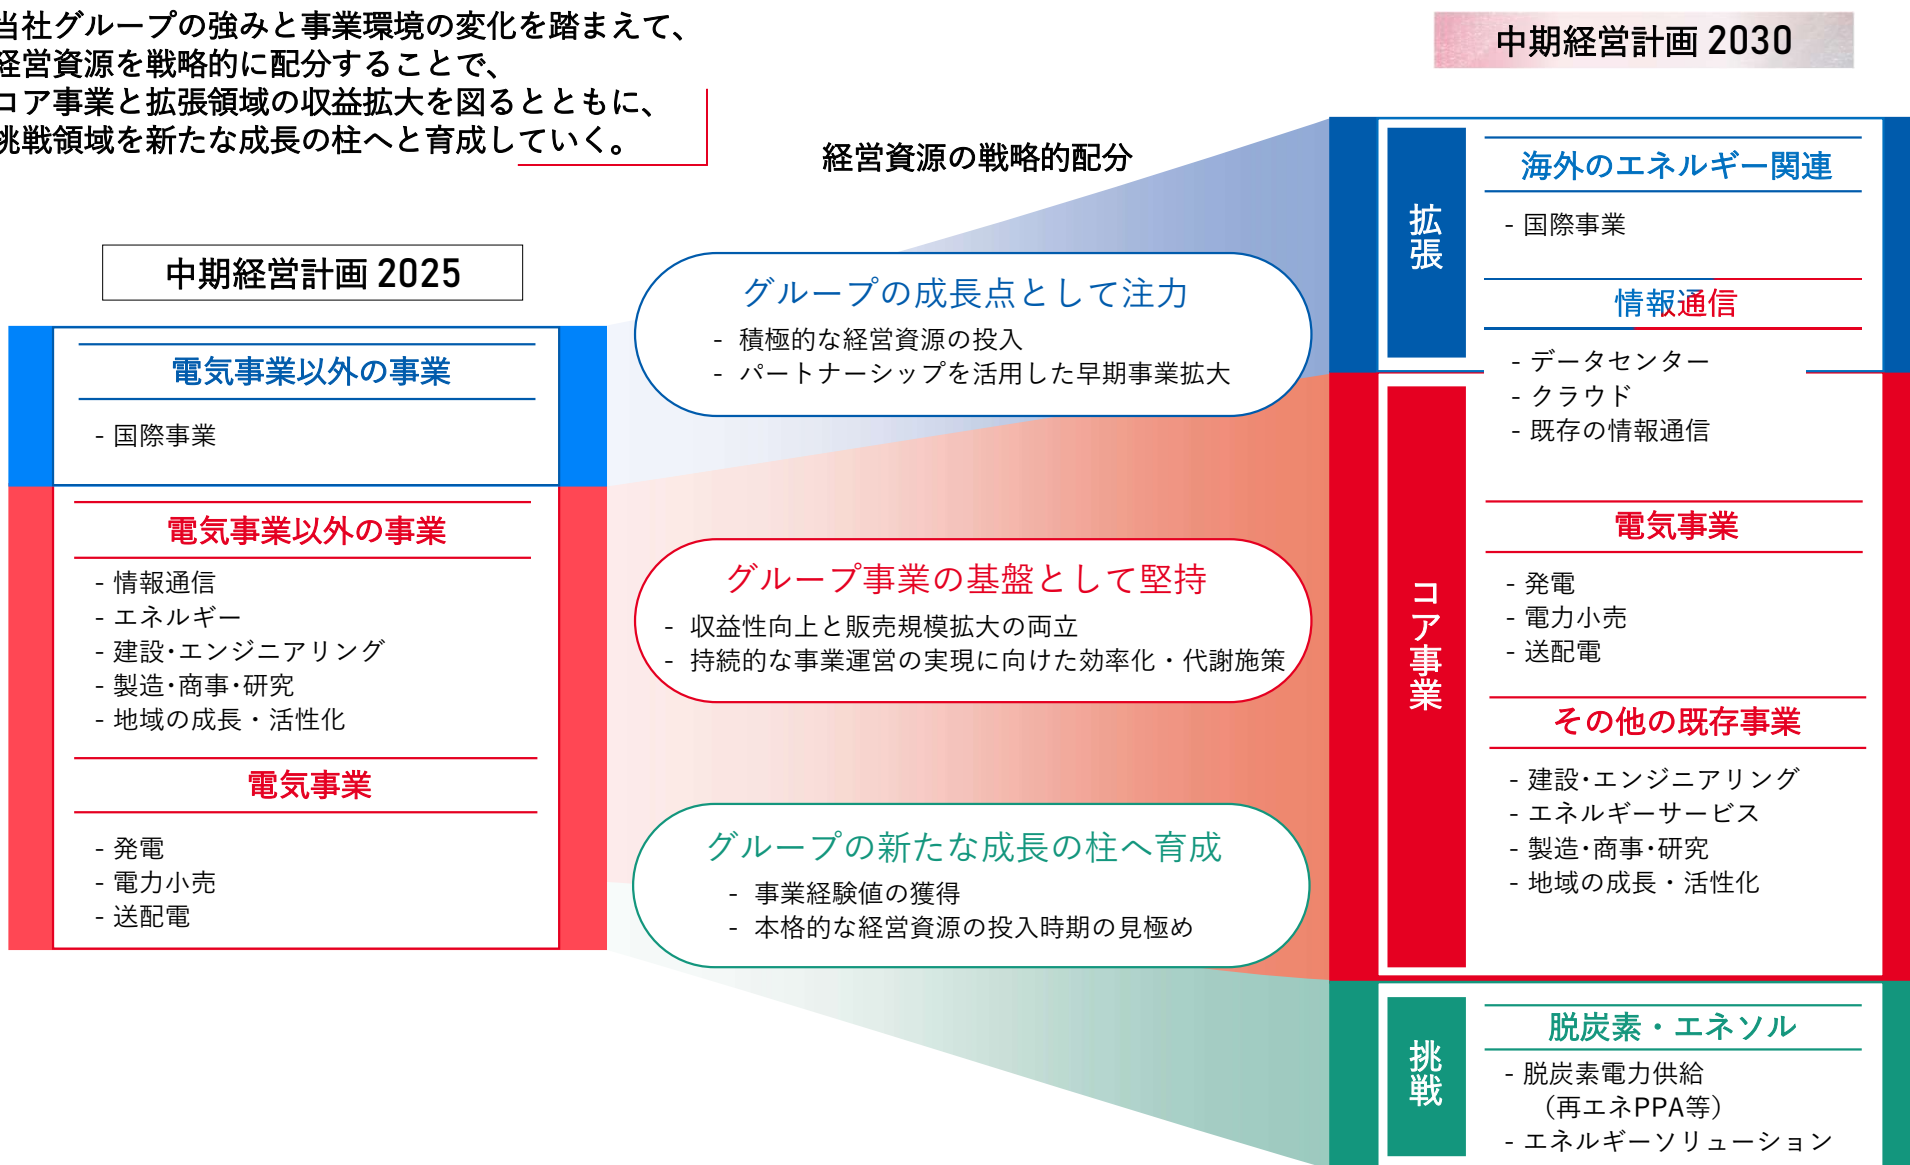 当社グループの強みと事業環境の変化を踏まえて、
経営資源を戦略的に配分することで、
コア事業と拡張領域の収益拡大を図るとともに、
挑戦領域を新たな成長の柱へと育成していく。
中期経営計画 2025
電気事業以外の事業
- 国際事業
電気事業以外の事業
- 情報通信
- エネルギー
- 建設・エンジニアリング
- 製造・商事・研究
- 地域の成長・活性化
電気事業
- 発電
- 電力小売
- 送配電
経営資源の戦略的配分
グループの成長点として注力
- 積極的な経営資源の投入
- パートナーシップを活用した早期事業拡大
グループ事業の基盤として堅持
- 収益性向上と販売規模拡大の両立
- 持続的な事業運営の実現に向けた効率化・代謝施策
グループの新たな成長の柱へ育成
- 事業経験値の獲得
- 本格的な経営資源の投入時期の見極め
中期経営計画 2030
拡張
海外のエネルギー関連
- 国際事業
情報通信
- データセンター
- クラウド
- 既存の情報通信
コア事業
電気事業
- 発電
- 電力小売
- 送配電
その他の既存事業
- 建設・エンジニアリング
- エネルギーサービス
- 製造・商事・研究
- 地域の成長・活性化
挑戦
脱炭素・エネソル
- 脱炭素電力供給
（再エネPPA等）
- エネルギーソリューション